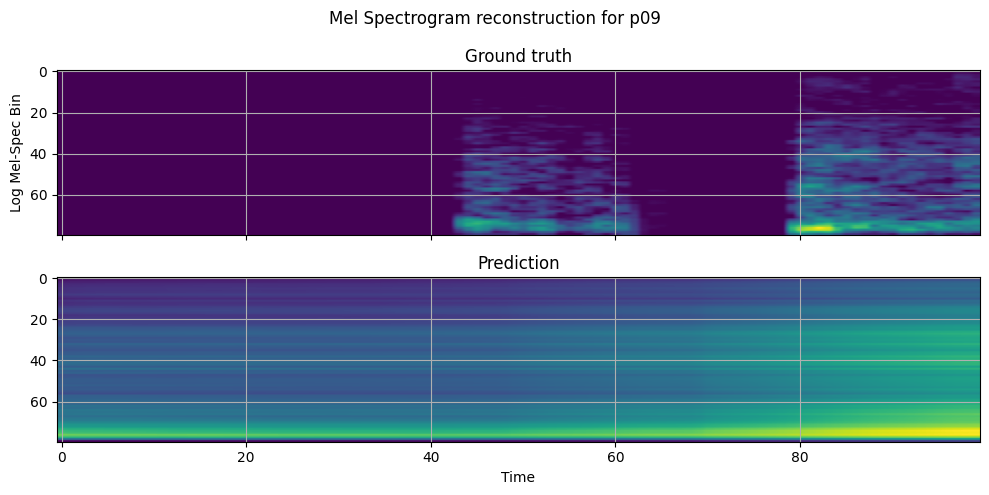 Mel Spectrogram reconstruction for p09
Ground truth
Log Mel-Spec Bin
0
20
40
60
Prediction
0
20
40
60
0 20 40 60 80
Time